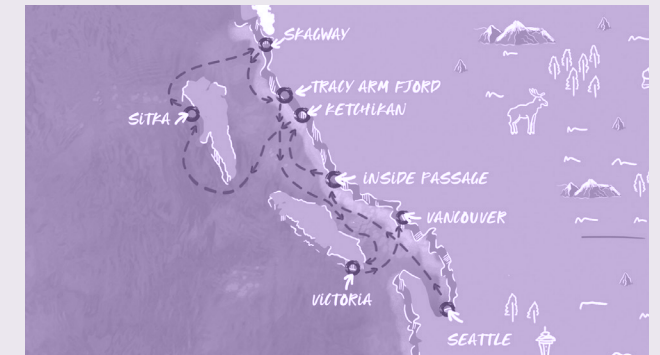 SKAGWAY
TRACY ARM FJORD
KETCHIKAN
SITKA
INSIDE PASSAGE
VANCOUVER
VICTORIA
SEATTLE